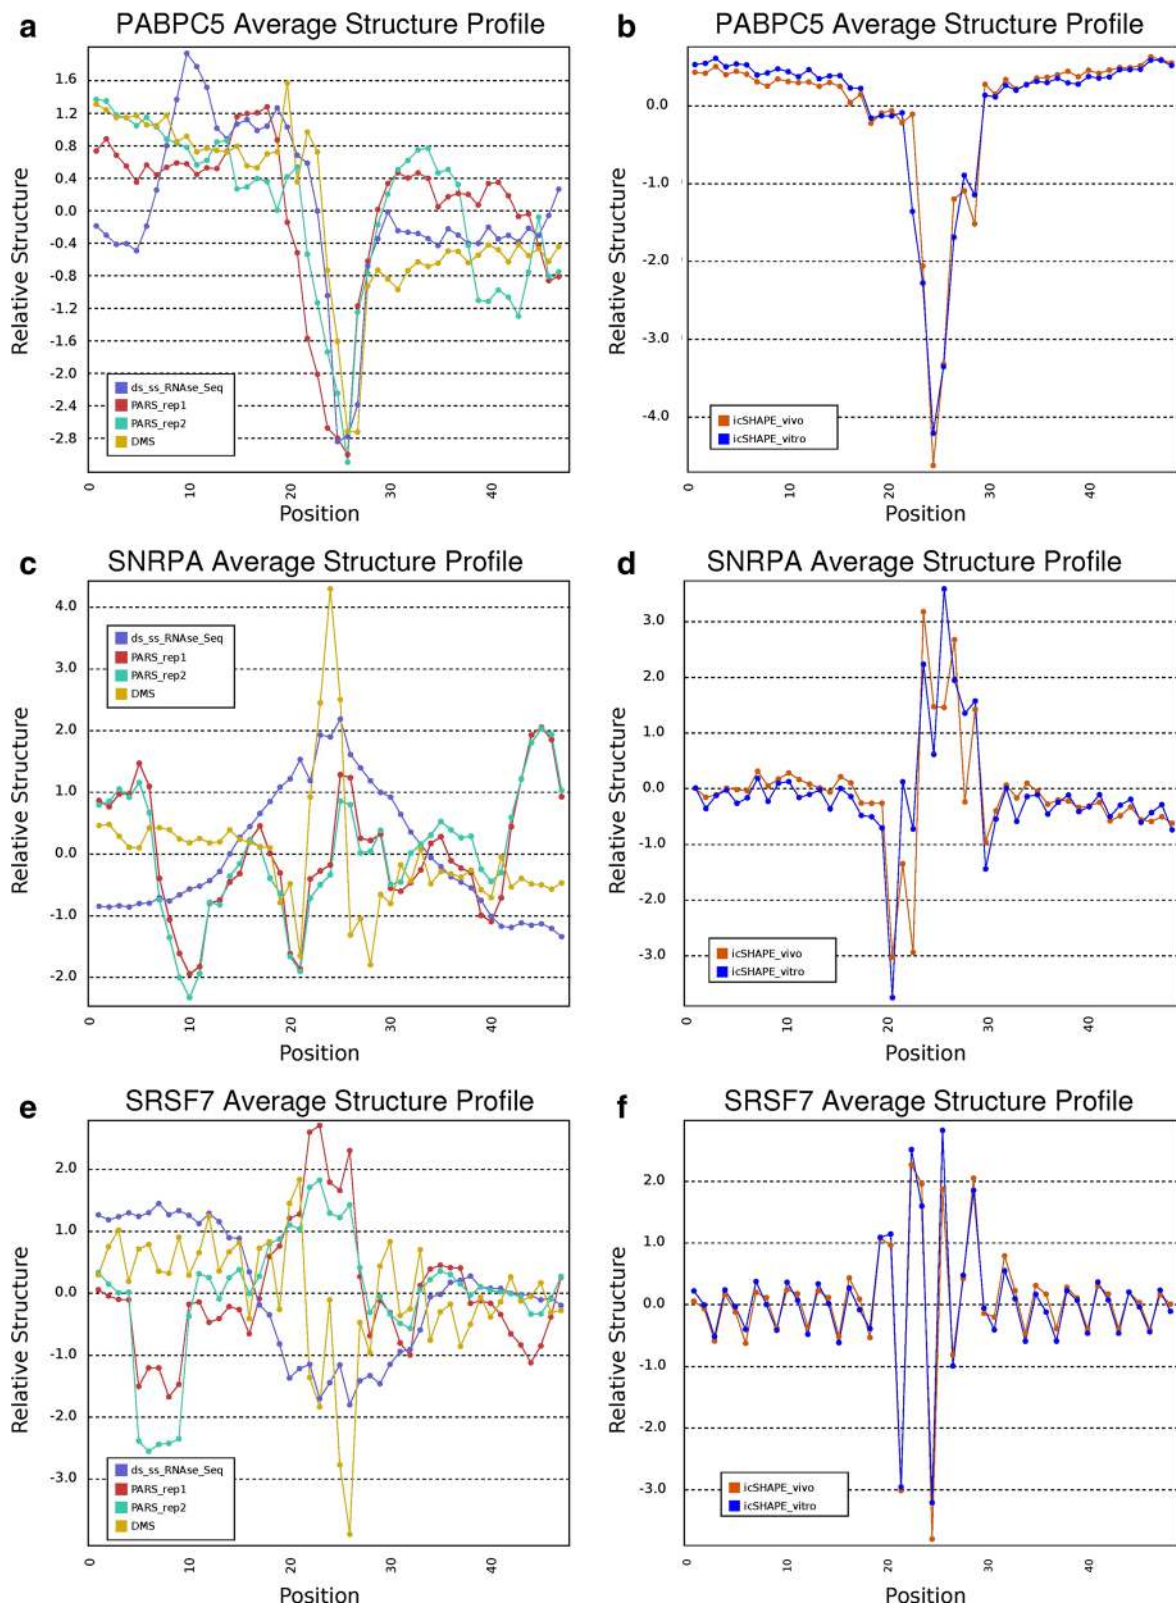 a PABPC5 Average Structure Profile
Relative Structure
1.6
1.2
0.8
0.4
0.0
-0.4
-0.8
-1.2
-1.6
-2.0
-2.4
-2.8
ds_ss_RNAse_Seq
PARS_rep1
PARS_rep2
DMS
0 10 20 30 40
Position
b PABPC5 Average Structure Profile
Relative Structure
0.0
-1.0
-2.0
-3.0
-4.0
icSHAPE_vivo
icSHAPE_vitro
0 10 20 30 40
Position
c SNRPA Average Structure Profile
Relative Structure
4.0
3.0
2.0
1.0
0.0
-1.0
-2.0
ds_ss_RNAse_Seq
PARS_rep1
PARS_rep2
DMS
0 10 20 30 40
Position
d SNRPA Average Structure Profile
Relative Structure
3.0
2.0
1.0
0.0
-1.0
-2.0
-3.0
icSHAPE_vivo
icSHAPE_vitro
0 10 20 30 40
Position
e SRSF7 Average Structure Profile
Relative Structure
2.0
1.0
0.0
-1.0
-2.0
-3.0
ds_ss_RNAse_Seq
PARS_rep1
PARS_rep2
DMS
0 10 20 30 40
Position
f SRSF7 Average Structure Profile
Relative Structure
2.0
1.0
0.0
-1.0
-2.0
-3.0
icSHAPE_vivo
icSHAPE_vitro
0 10 20 30 40
Position